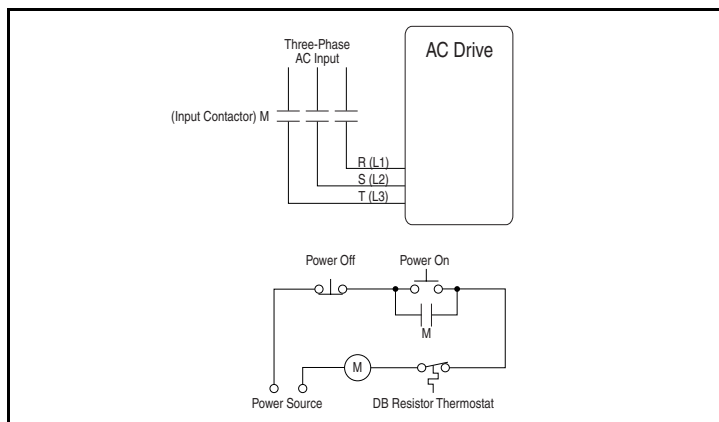 Three-Phase
AC Input
AC Drive
(Input Contactor) M
R (L1)
S (L2)
T (L3)
Power Off
Power On
M
M
Power Source
DB Resistor Thermostat